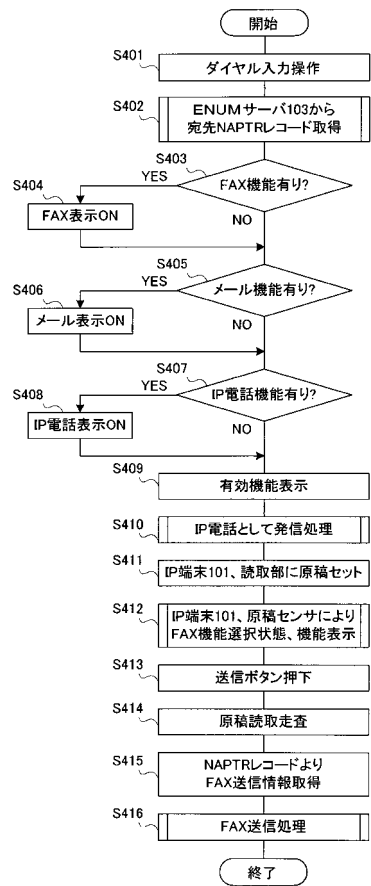 開始
S401
ダイヤル入力操作
S402
ENUMサーバ103から
宛先NAPTRレコード取得
S403
FAX機能有り?
YES
S404
FAX表示ON
NO
S405
メール機能有り?
YES
S406
メール表示ON
NO
S407
IP電話機能有り?
YES
S408
IP電話表示ON
NO
S409
有効機能表示
S410
IP電話として発信処理
S411
IP端末101、読取部に原稿セット
S412
IP端末101、原稿センサにより
FAX機能選択状態、機能表示
S413
送信ボタン押下
S414
原稿読取走査
S415
NAPTRレコードより
FAX送信情報取得
S416
FAX送信処理
終了